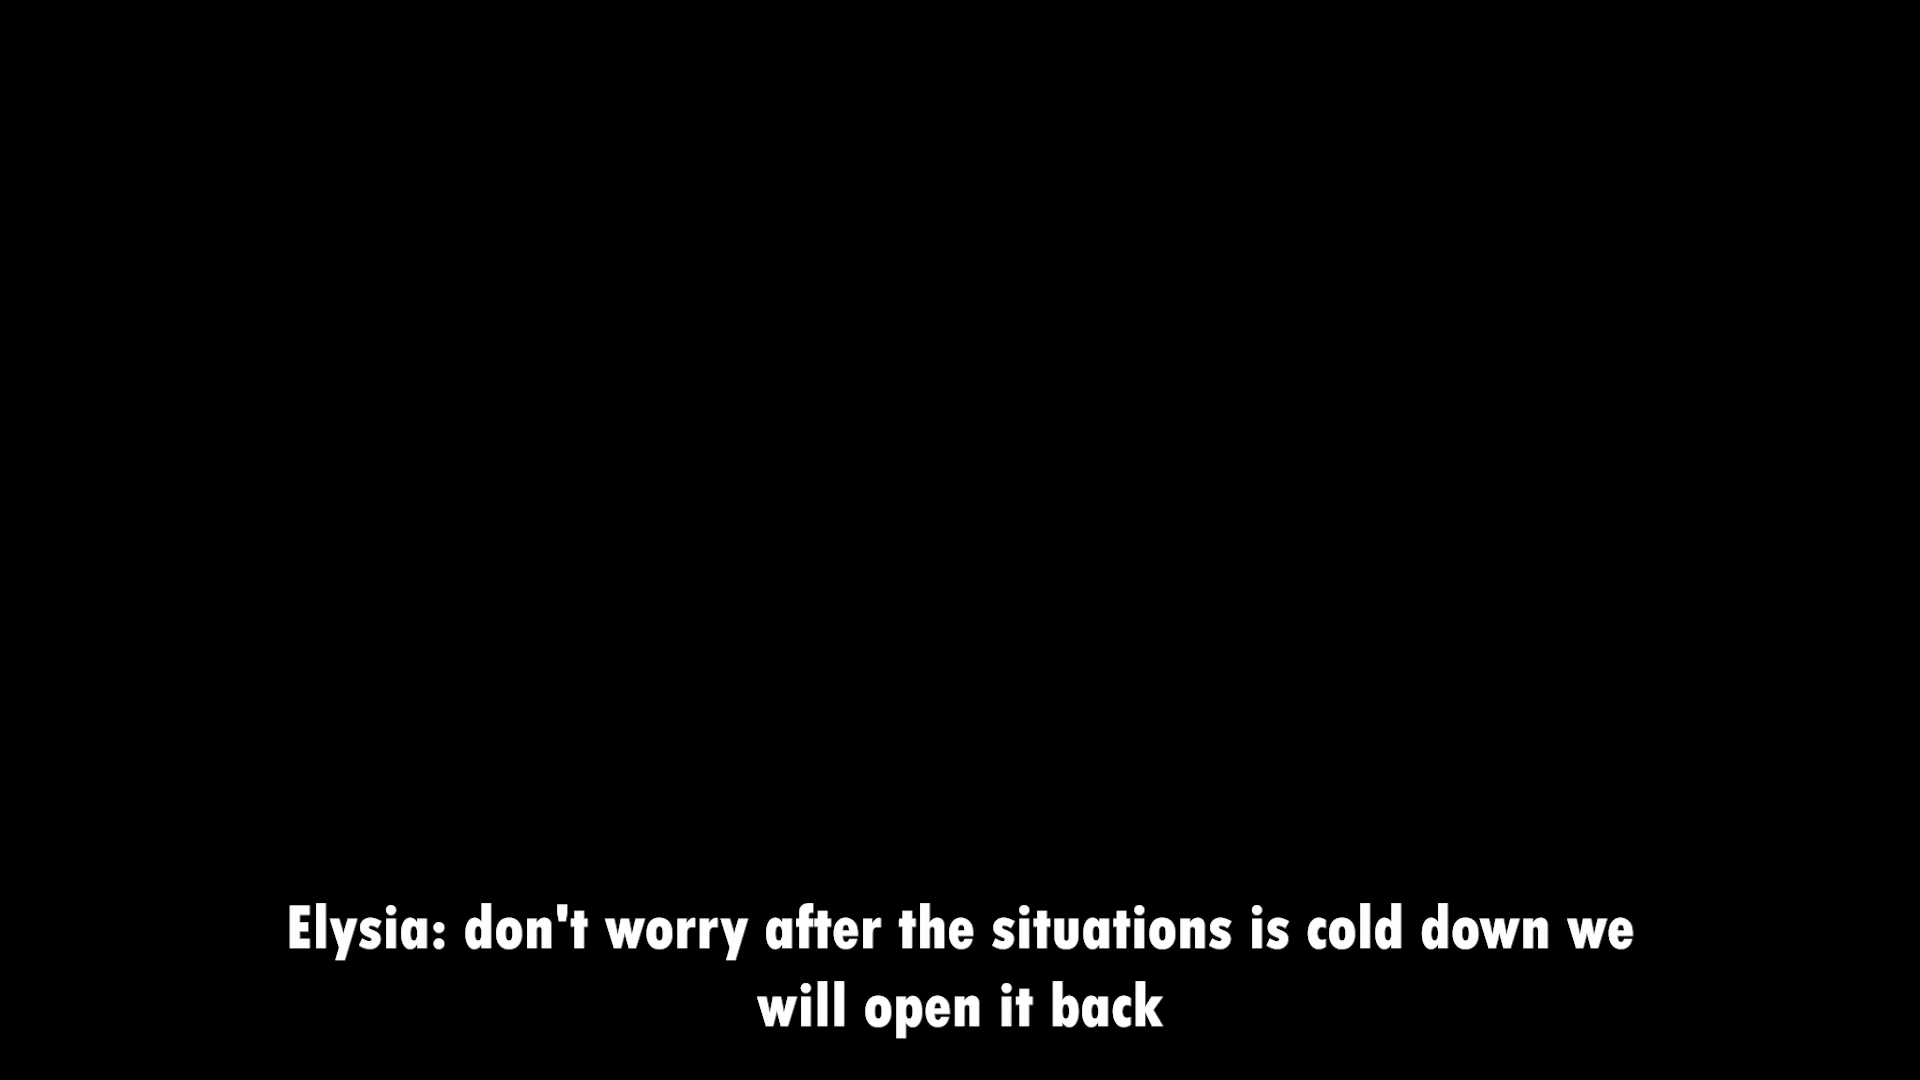 Elysia: don't worry after the situations is cold down we
will open it back